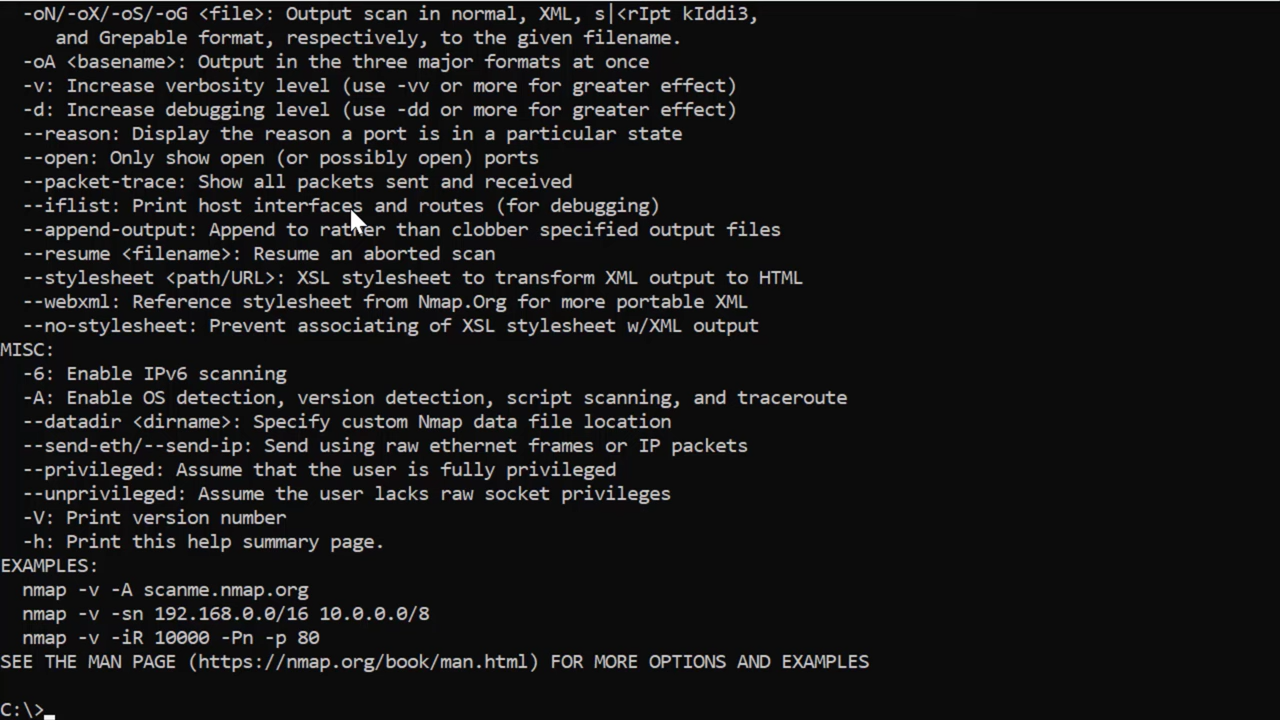 -oN/-oX/-oS/-oG <file>: Output scan in normal, XML, s|<rIpt kIddi3,
and Grepable format, respectively, to the given filename.
-oA <basename>: Output in the three major formats at once
-v: Increase verbosity level (use -vv or more for greater effect)
-d: Increase debugging level (use -dd or more for greater effect)
--reason: Display the reason a port is in a particular state
--open: Only show open (or possibly open) ports
--packet-trace: Show all packets sent and received
--iflist: Print host interfaces and routes (for debugging)
--append-output: Append to rather than clobber specified output files
--resume <filename>: Resume an aborted scan
--stylesheet <path/URL>: XSL stylesheet to transform XML output to HTML
--webxml: Reference stylesheet from Nmap.Org for more portable XML
--no-stylesheet: Prevent associating of XSL stylesheet w/XML output
MISC:
-6: Enable IPv6 scanning
-A: Enable OS detection, version detection, script scanning, and traceroute
--datadir <dirname>: Specify custom Nmap data file location
--send-eth/--send-ip: Send using raw ethernet frames or IP packets
--privileged: Assume that the user is fully privileged
--unprivileged: Assume the user lacks raw socket privileges
-V: Print version number
-h: Print this help summary page.
EXAMPLES:
nmap -v -A scanme.nmap.org
nmap -v -sn 192.168.0.0/16 10.0.0.0/8
nmap -v -iR 10000 -Pn -p 80
SEE THE MAN PAGE (https://nmap.org/book/man.html) FOR MORE OPTIONS AND EXAMPLES
C:\>